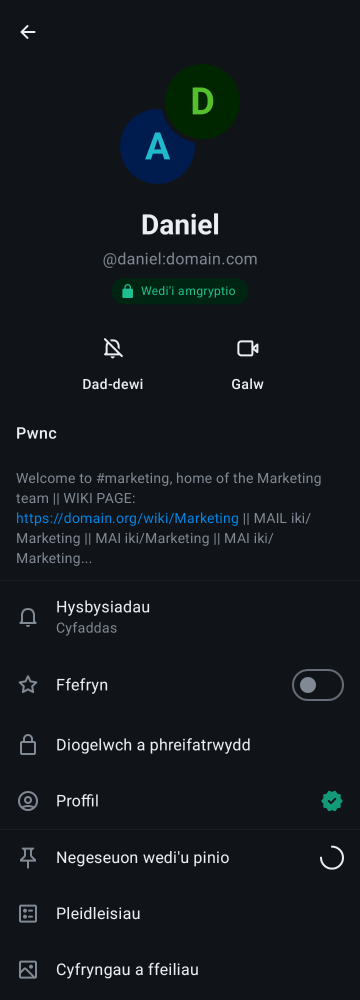 D
A
Daniel
@daniel:domain.com
Wedi'i amgryptio
Dad-dewi
Galw
Pwnc
Welcome to #marketing, home of the Marketing
team || WIKI PAGE:
https://domain.org/wiki/Marketing || MAIL iki/
Marketing || MAI iki/Marketing || MAI iki/
Marketing...
Hysbysiadau
Cyfaddas
Ffefryn
Diogelwch a phreifatrwydd
Proffil
Negeseuon wedi'u pinio
Pleidleisiau
Cyfryngau a ffeiliau